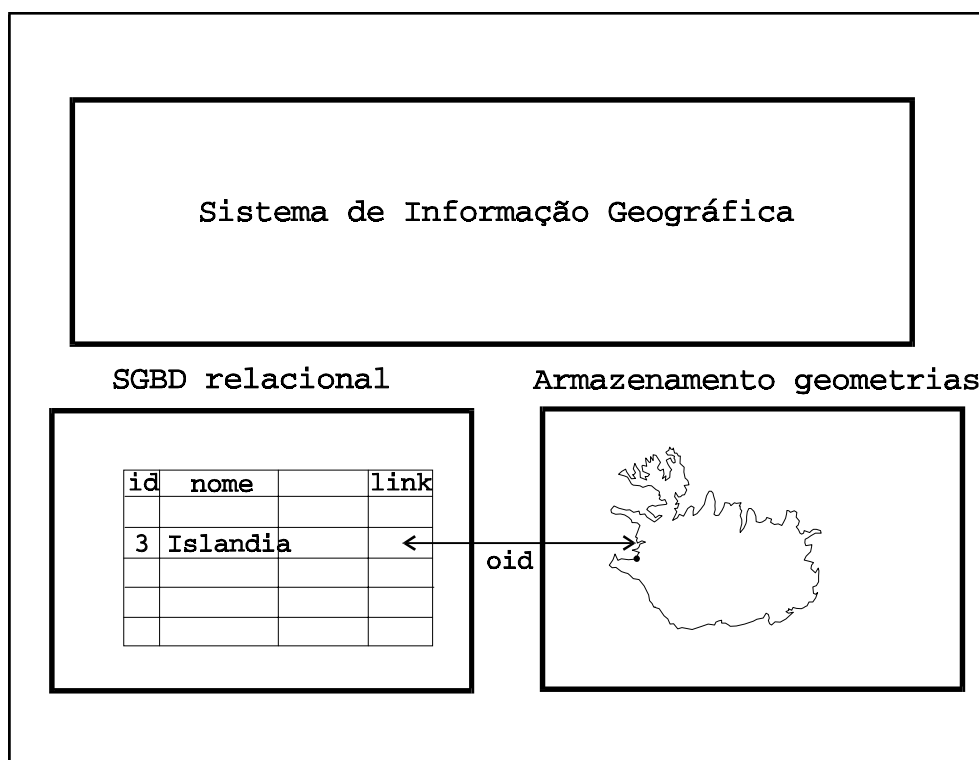 Sistema de Informação Geográfica
SGBD relacional
Armazenamento geometrias
id nome link
3 Islandia
oid